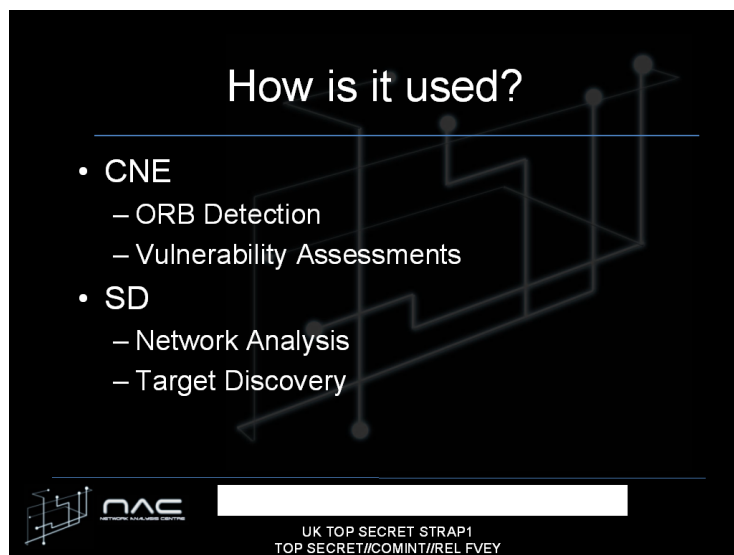 How is it used?
• CNE
– ORB Detection
– Vulnerability Assessments
• SD
– Network Analysis
– Target Discovery
NAC
NETWORK ANALYSIS CENTRE
UK TOP SECRET STRAP1
TOP SECRET//COMINT//REL FVEY